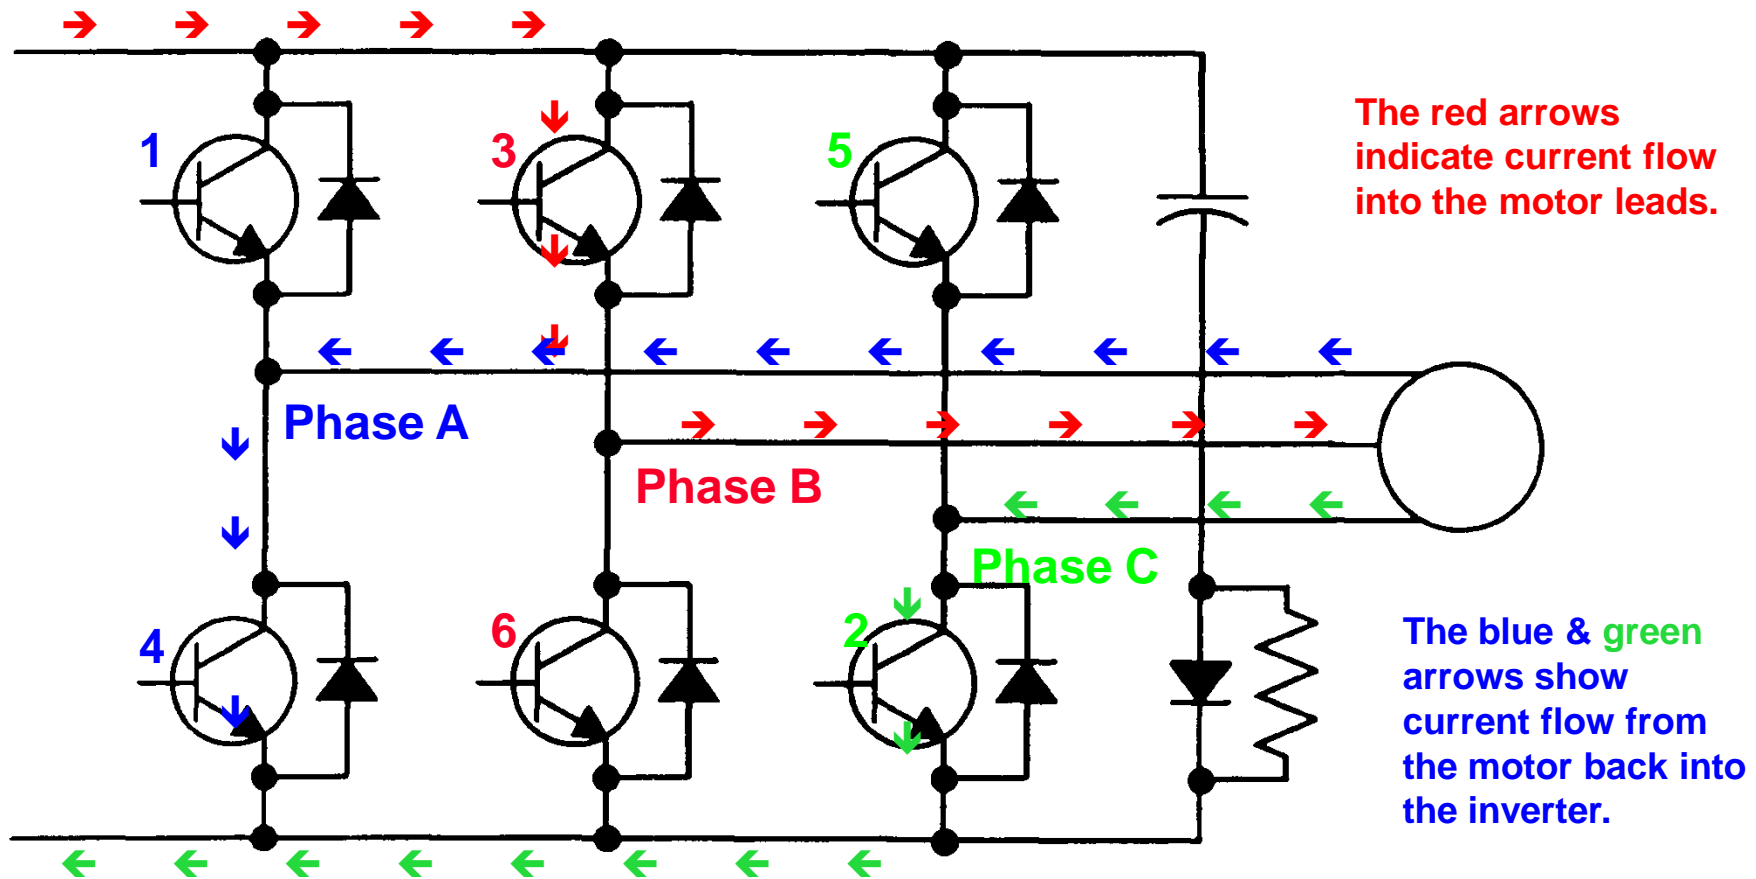 1
3
5
The red arrows
indicate current flow
into the motor leads.
Phase A
Phase B
Phase C
4
6
2
The blue & green
arrows show
current flow from
the motor back into
the inverter.